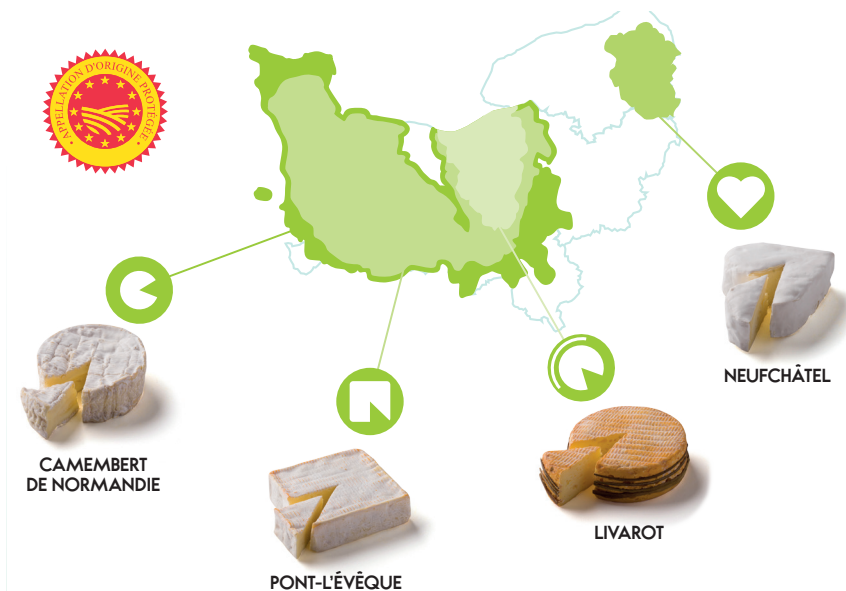 • APPELLATION D'ORIGINE PROTÉGÉE •
NEUFCHÂTEL
CAMEMBERT
DE NORMANDIE
LIVAROT
PONT-L'ÉVÊQUE